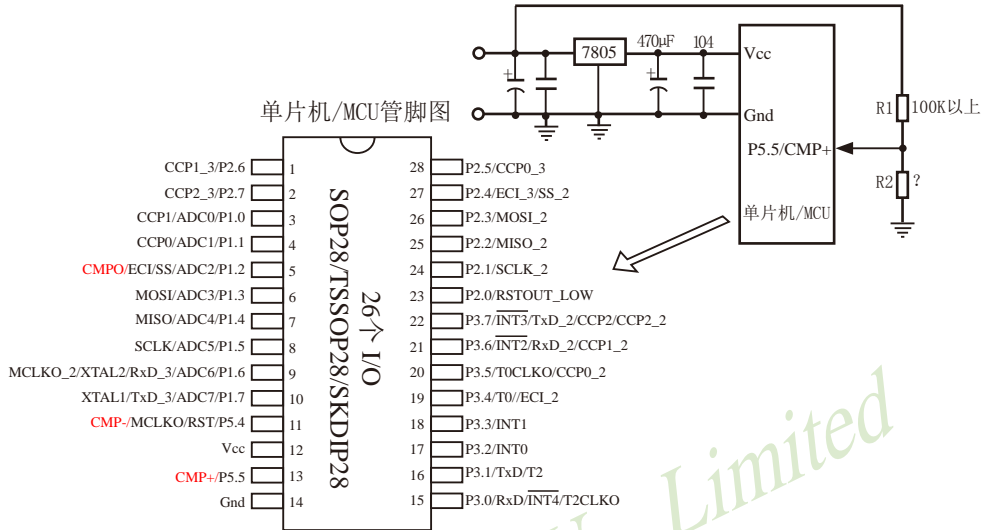 470μF
104
7805
Vcc
Gnd
R1
100K以上
P5.5/CMP+
R2
?
单片机/MCU
单片机/MCU管脚图
CCP1_3/P2.6
1
28
P2.5/CCP0_3
CCP2_3/P2.7
2
27
P2.4/ECI_3/SS_2
CCP1/ADC0/P1.0
3
26
P2.3/MOSI_2
CCP0/ADC1/P1.1
4
25
P2.2/MISO_2
CMPO/ECI/SS/ADC2/P1.2
5
24
P2.1/SCLK_2
MOSI/ADC3/P1.3
6
23
P2.0/RSTOUT_LOW
MISO/ADC4/P1.4
7
22
P3.7/INT3/TxD_2/CCP2/CCP2_2
SCLK/ADC5/P1.5
8
21
P3.6/INT2/RxD_2/CCP1_2
MCLKO_2/XTAL2/RxD_3/ADC6/P1.6
9
20
P3.5/T0CLKO/CCP0_2
XTAL1/TxD_3/ADC7/P1.7
10
19
P3.4/T0//ECI_2
CMP-/MCLKO/RST/P5.4
11
18
P3.3/INT1
Vcc
12
17
P3.2/INT0
CMP+/P5.5
13
16
P3.1/TxD/T2
Gnd
14
15
P3.0/RxD/INT4/T2CLKO
26个 I/O
SOP28/TSSOP28/SKDIP28
Limited